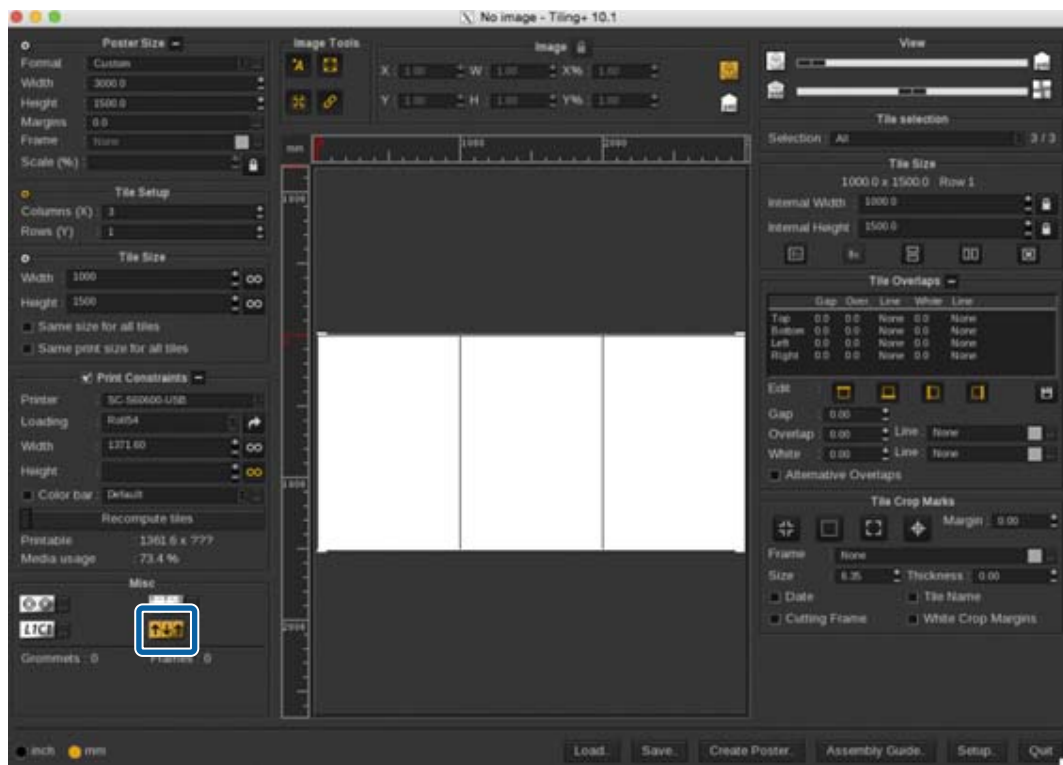 No image - Tiling+ 10.1
Poster Size
Format Custom
Width 3000.0
Height 1500.0
Margins 0.0
Frame None
Scale (%)
Tile Setup
Columns (X) 3
Rows (Y) 1
Tile Size
Width 1000
Height 1500
Same size for all tiles
Same print size for all tiles
Print Constraints
Printer SC-S60600-USB
Loading Roll54
Width 1371.60
Height
Color bar : Default
Recompute tiles
Printable : 1361.6 x ???
Media usage : 73.4 %
Misc
Grommets : 0 Frames : 0
inch mm
Image Tools
Image
X : 1.00 W : 1.00 X% : 1.00
Y : 1.00 H : 1.00 Y% : 1.00
mm 1000 2000
View
Tile selection
Selection : All 3 / 3
Tile Size
1000.0 x 1500.0 Row 1
Internal Width 1000.0
Internal Height 1500.0
Tile Overlaps
Gap Over. Line White Line
Top 0.0 0.0 None 0.0 None
Bottom 0.0 0.0 None 0.0 None
Left 0.0 0.0 None 0.0 None
Right 0.0 0.0 None 0.0 None
Edit
Gap : 0.00
Overlap : 0.00 Line : None
White : 0.00 Line : None
Alternative Overlaps
Tile Crop Marks
Margin : 0.00
Frame : None
Size : 6.35 Thickness : 0.00
Date Tile Name
Cutting Frame White Crop Margins
Load.. Save.. Create Poster.. Assembly Guide.. Setup.. Quit